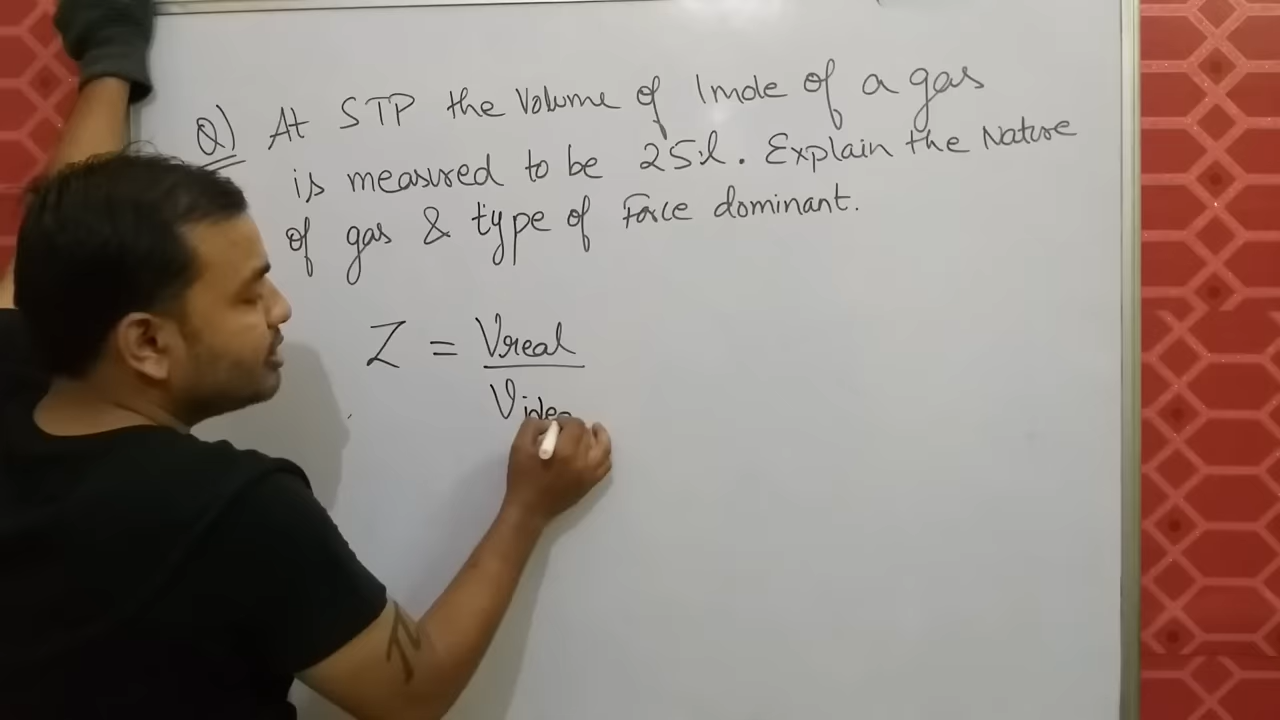 Q) At STP the Volume of 1mole of a gas
is measured to be 25l. Explain the Nature
of gas & type of Force dominant.
Z = Vreal
Videa
π